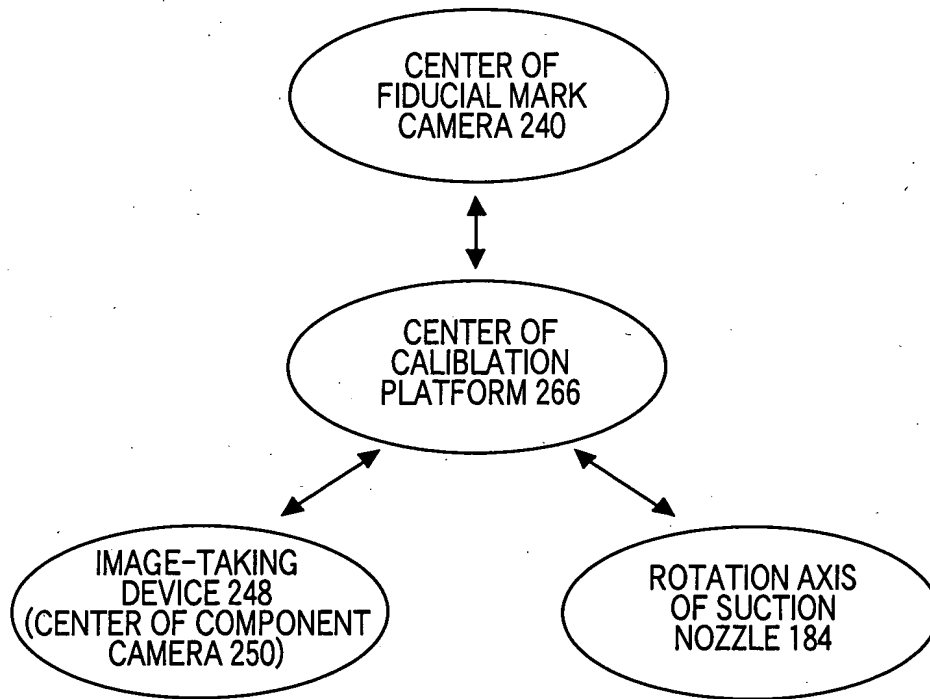 CENTER OF
FIDUCIAL MARK
CAMERA 240
CENTER OF
CALIBLATION
PLATFORM 266
IMAGE-TAKING
DEVICE 248
(CENTER OF COMPONENT
CAMERA 250)
ROTATION AXIS
OF SUCTION
NOZZLE 184